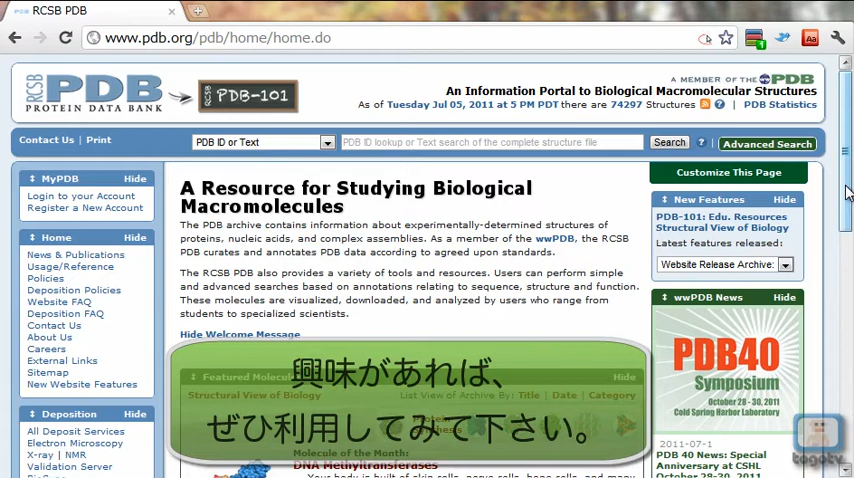 RCSB PDB
www.pdb.org/pdb/home/home.do
RCSB PDB
PROTEIN DATA BANK
RCSB PDB-101
A MEMBER OF THE PDB
An Information Portal to Biological Macromolecular Structures
As of Tuesday Jul 05, 2011 at 5 PM PDT there are 74297 Structures ? | PDB Statistics
Contact Us | Print
PDB ID or Text
PDB ID lookup or Text search of the complete structure file
Search
? | Advanced Search
MyPDB Hide
Login to your Account
Register a New Account
Home Hide
News & Publications
Usage/Reference
Policies
Deposition Policies
Website FAQ
Deposition FAQ
Contact Us
About Us
Careers
External Links
Sitemap
New Website Features
Deposition Hide
All Deposit Services
Electron Microscopy
X-ray | NMR
Validation Server
A Resource for Studying Biological
Macromolecules
The PDB archive contains information about experimentally-determined structures of
proteins, nucleic acids, and complex assemblies. As a member of the wwPDB, the RCSB
PDB curates and annotates PDB data according to agreed upon standards.
The RCSB PDB also provides a variety of tools and resources. Users can perform simple
and advanced searches based on annotations relating to sequence, structure and function.
These molecules are visualized, downloaded, and analyzed by users who range from
students to specialized scientists.
Hide Welcome Message
興味があれば、
ぜひ利用してみて下さい。
Featured Molecules Hide
Structural View of Biology
List View of Archive By: Title | Date | Category
Molecule of the Month:
DNA Methyltransferases
Customize This Page
New Features Hide
PDB-101: Edu. Resources
Structural View of Biology
Latest features released:
Website Release Archive:
wwPDB News Hide
PDB40
Symposium
October 28-30, 2011
Cold Spring Harbor Laboratory
2011-07-1
PDB 40 News: Special
Anniversary at CSHL
October 28-30, 2011
togotv